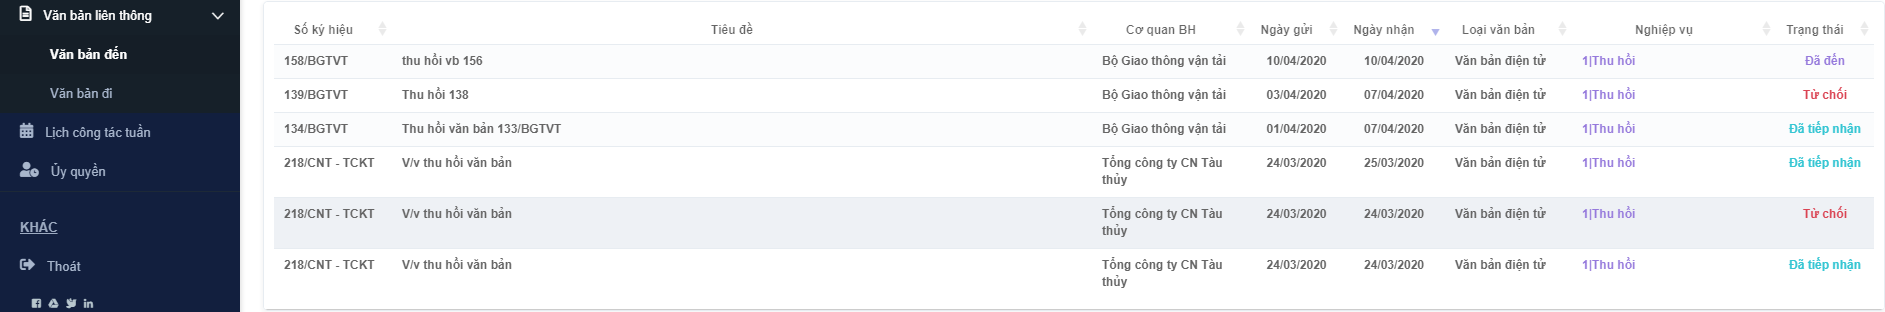 Văn bản liên thông
Văn bản đến
Văn bản đi
Lịch công tác tuần
Ủy quyền
KHÁC
Thoát
Số ký hiệu Tiêu đề Cơ quan BH Ngày gửi Ngày nhận Loại văn bản Nghiệp vụ Trạng thái
158/BGTVT thu hồi vb 156 Bộ Giao thông vận tải 10/04/2020 10/04/2020 Văn bản điện tử 1|Thu hồi Đã đến
139/BGTVT Thu hồi 138 Bộ Giao thông vận tải 03/04/2020 07/04/2020 Văn bản điện tử 1|Thu hồi Từ chối
134/BGTVT Thu hồi văn bản 133/BGTVT Bộ Giao thông vận tải 01/04/2020 07/04/2020 Văn bản điện tử 1|Thu hồi Đã tiếp nhận
218/CNT - TCKT V/v thu hồi văn bản Tổng công ty CN Tàu 24/03/2020 25/03/2020 Văn bản điện tử 1|Thu hồi Đã tiếp nhận
thủy
218/CNT - TCKT V/v thu hồi văn bản Tổng công ty CN Tàu 24/03/2020 24/03/2020 Văn bản điện tử 1|Thu hồi Từ chối
thủy
218/CNT - TCKT V/v thu hồi văn bản Tổng công ty CN Tàu 24/03/2020 24/03/2020 Văn bản điện tử 1|Thu hồi Đã tiếp nhận
thủy